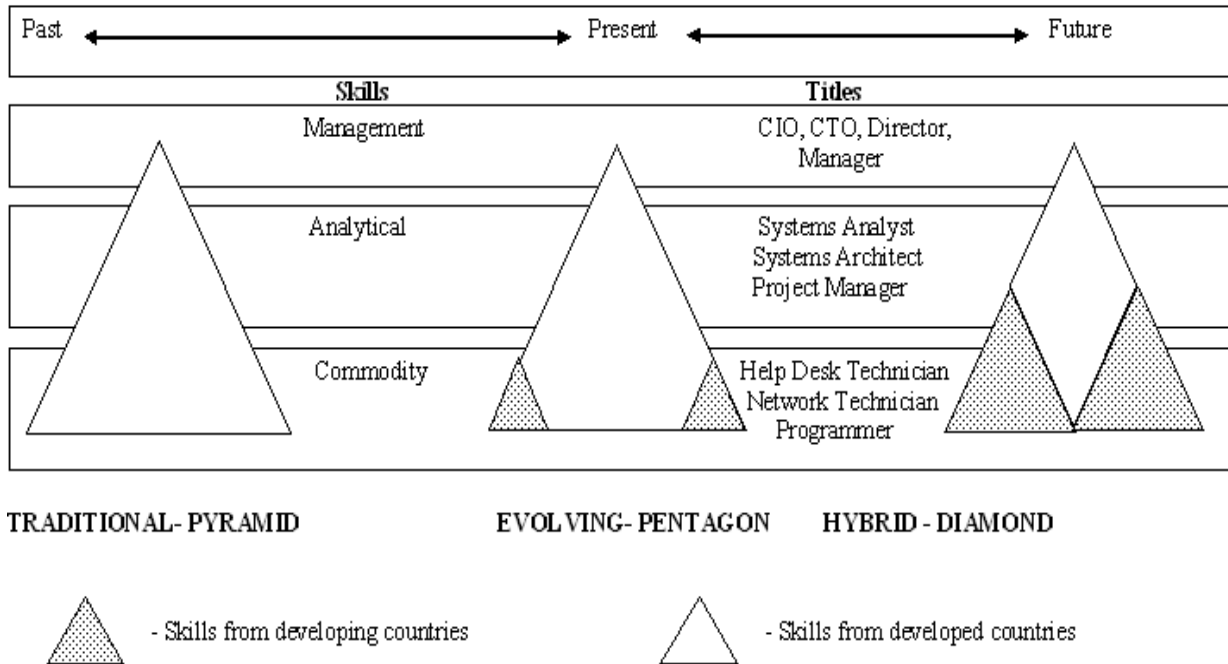 Past Present Future
Skills Titles
Management CIO, CTO, Director,
Manager
Analytical Systems Analyst
Systems Architect
Project Manager
Commodity Help Desk Technician
Network Technician
Programmer
TRADITIONAL- PYRAMID EVOLVING- PENTAGON HYBRID - DIAMOND
- Skills from developing countries - Skills from developed countries